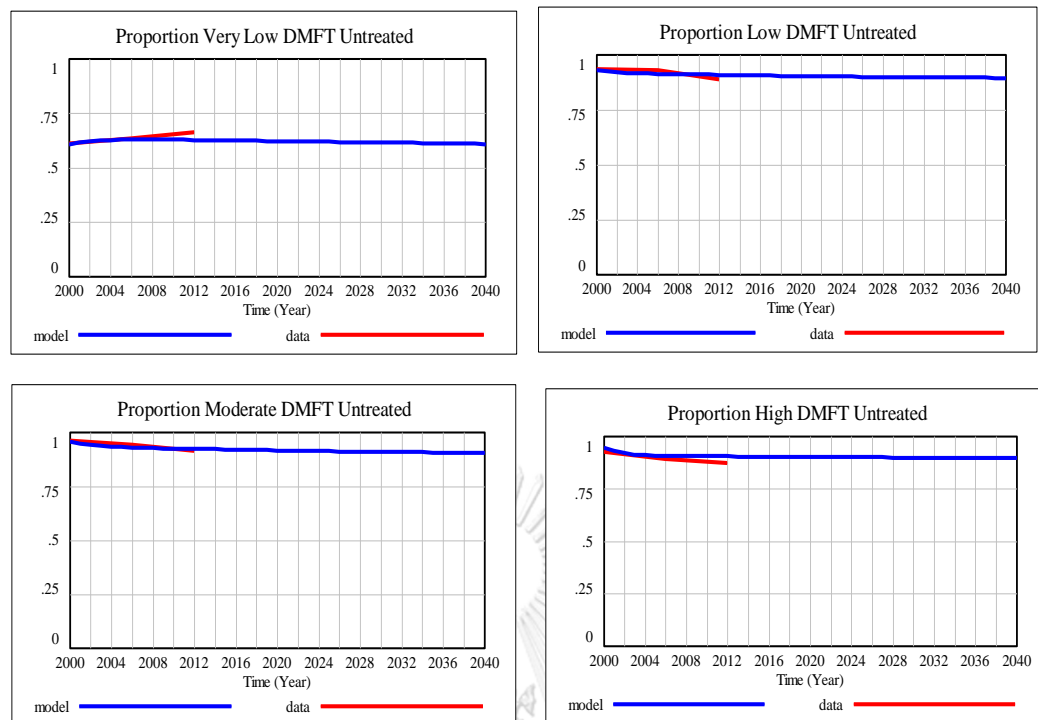 Proportion Very Low DMFT Untreated
1
.75
.5
.25
0
2000 2004 2008 2012 2016 2020 2024 2028 2032 2036 2040
Time (Year)
model data
Proportion Low DMFT Untreated
1
.75
.5
.25
0
2000 2004 2008 2012 2016 2020 2024 2028 2032 2036 2040
Time (Year)
model data
Proportion Moderate DMFT Untreated
1
.75
.5
.25
0
2000 2004 2008 2012 2016 2020 2024 2028 2032 2036 2040
Time (Year)
model data
Proportion High DMFT Untreated
1
.75
.5
.25
0
2000 2004 2008 2012 2016 2020 2024 2028 2032 2036 2040
Time (Year)
model data